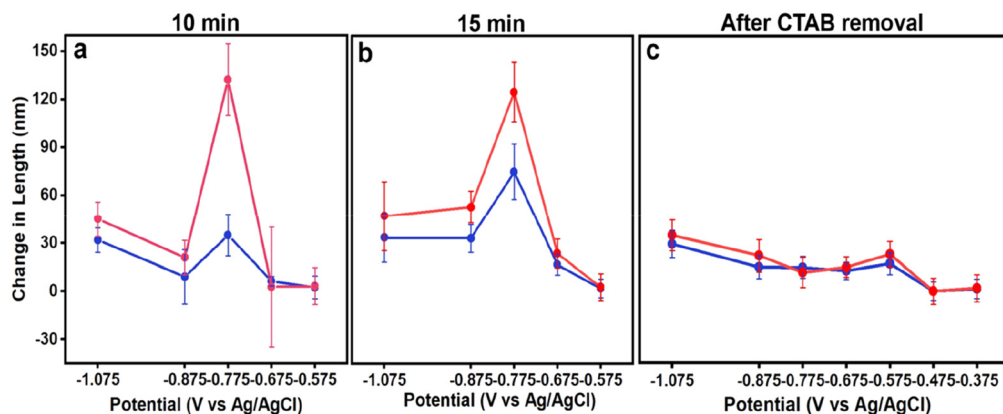 10 min
15 min
After CTAB removal
a
b
c
Change in Length (nm)
150
120
90
60
30
0
-30
-1.075
-0.875
-0.775
-0.675
-0.575
-1.075
-0.875
-0.775
-0.675
-0.575
-1.075
-0.875
-0.775
-0.675
-0.575
-0.475
-0.375
Potential (V vs Ag/AgCl)
Potential (V vs Ag/AgCl)
Potential (V vs Ag/AgCl)